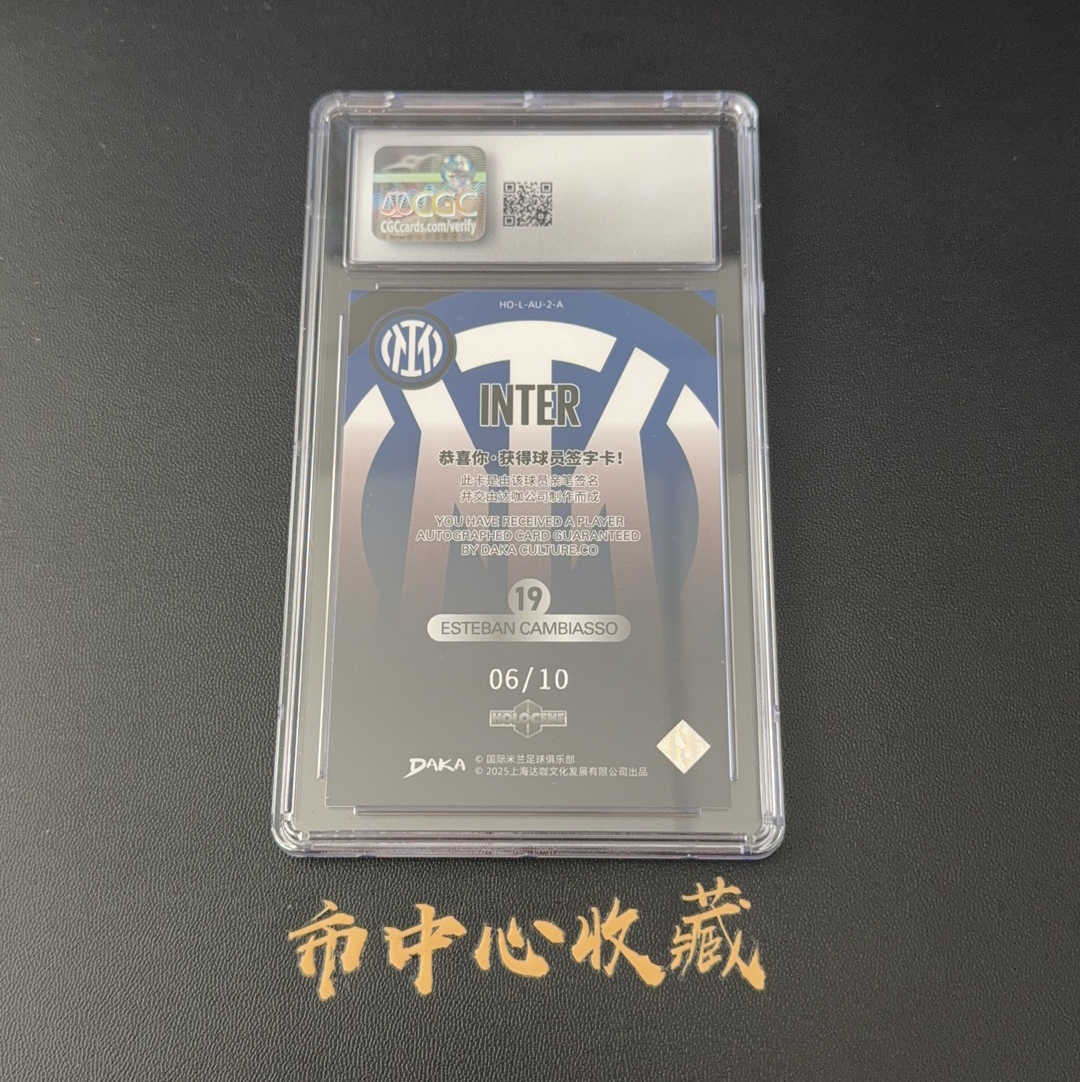 CGC
CGCcards.com/verify
HO-L-AU-2-A
INTER
恭喜你·获得球员签字卡！
此卡是由该球员亲笔签名
并交由达咖公司制作而成
YOU HAVE RECEIVED A PLAYER
AUTOGRAPHED CARD GUARANTEED
BY DAKA CULTURE.CO
19
ESTEBAN CAMBIASSO
06/10
HOLOCENE
DAKA
© 国际米兰足球俱乐部
© 2025上海达咖文化发展有限公司出品
市中心收藏